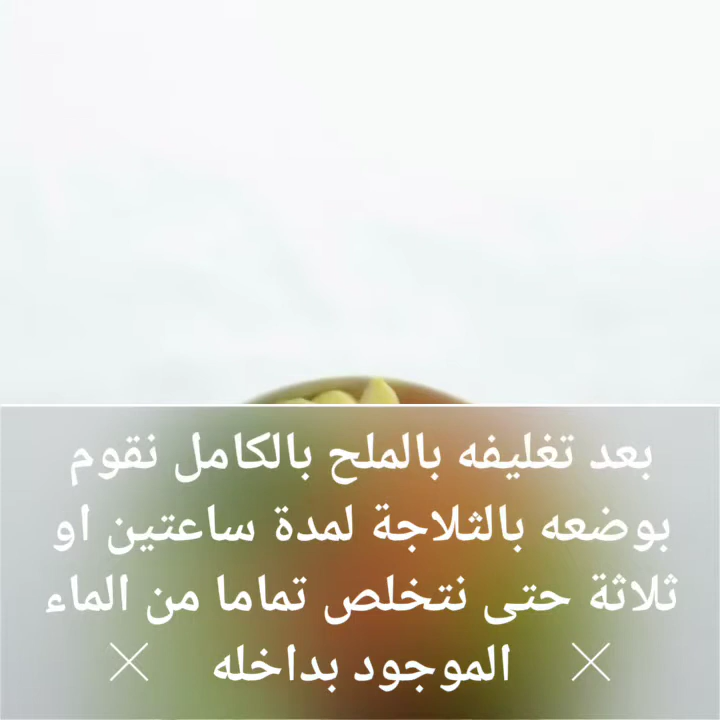 بعد تغليفه بالملح بالكامل نقوم
بوضعه بالثلاجة لمدة ساعتين او
ثلاثة حتى نتخلص تماما من الماء
الموجود بداخله